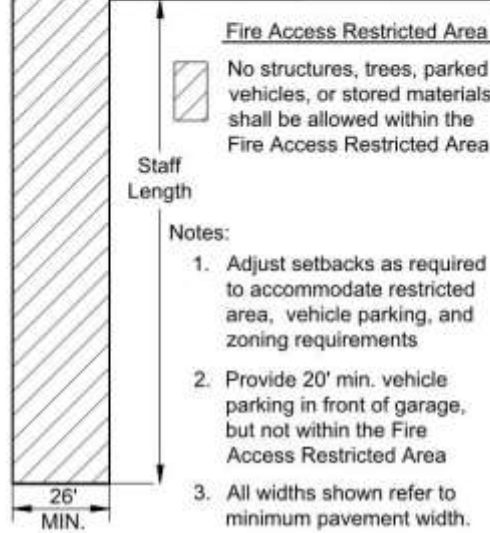 Fire Access Restricted Area
No structures, trees, parked
vehicles, or stored materials
shall be allowed within the
Fire Access Restricted Area
Staff
Length
Notes:
1. Adjust setbacks as required
to accommodate restricted
area, vehicle parking, and
zoning requirements
2. Provide 20' min. vehicle
parking in front of garage,
but not within the Fire
Access Restricted Area
3. All widths shown refer to
minimum pavement width.
26'
MIN.